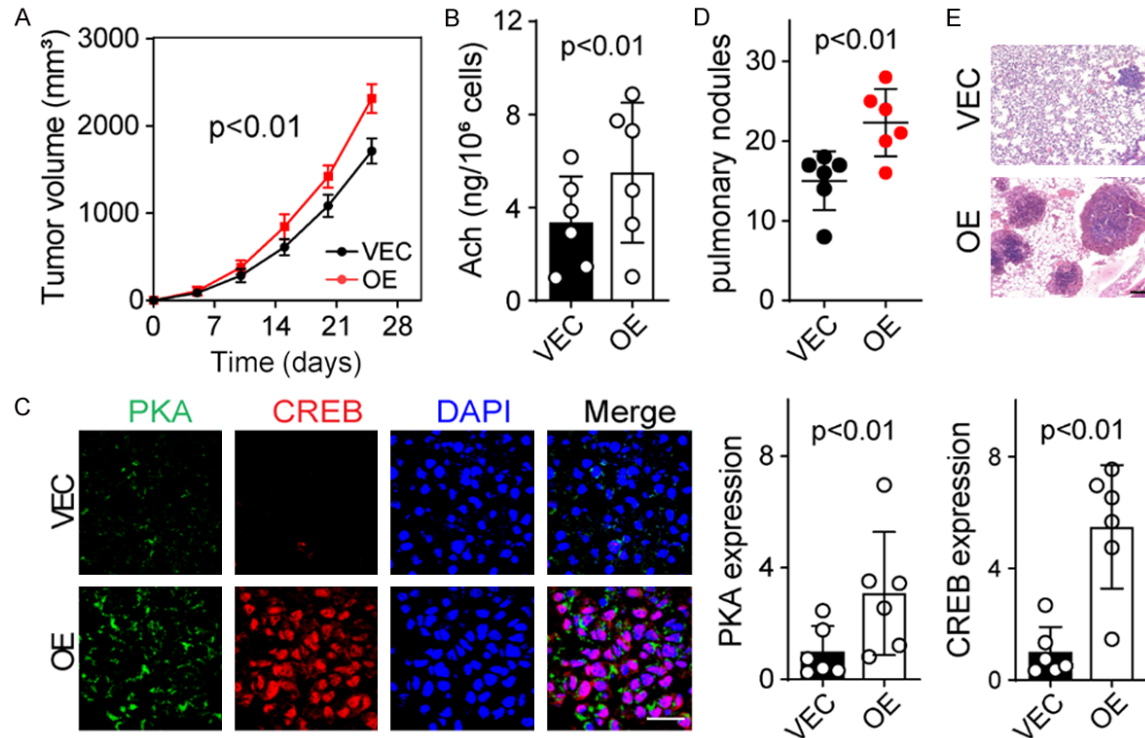 A
Tumor volume (mm³)
3000
2000
1000
0
p<0.01
VEC
OE
0 7 14 21 28
Time (days)
B
Ach (ng/10⁶ cells)
12
8
4
0
p<0.01
VEC OE
D
pulmonary nodules
30
20
10
0
p<0.01
VEC OE
E
VEC
OE
C
PKA CREB DAPI Merge
VEC
OE
PKA expression
8
4
0
p<0.01
VEC OE
CREB expression
8
4
0
p<0.01
VEC OE